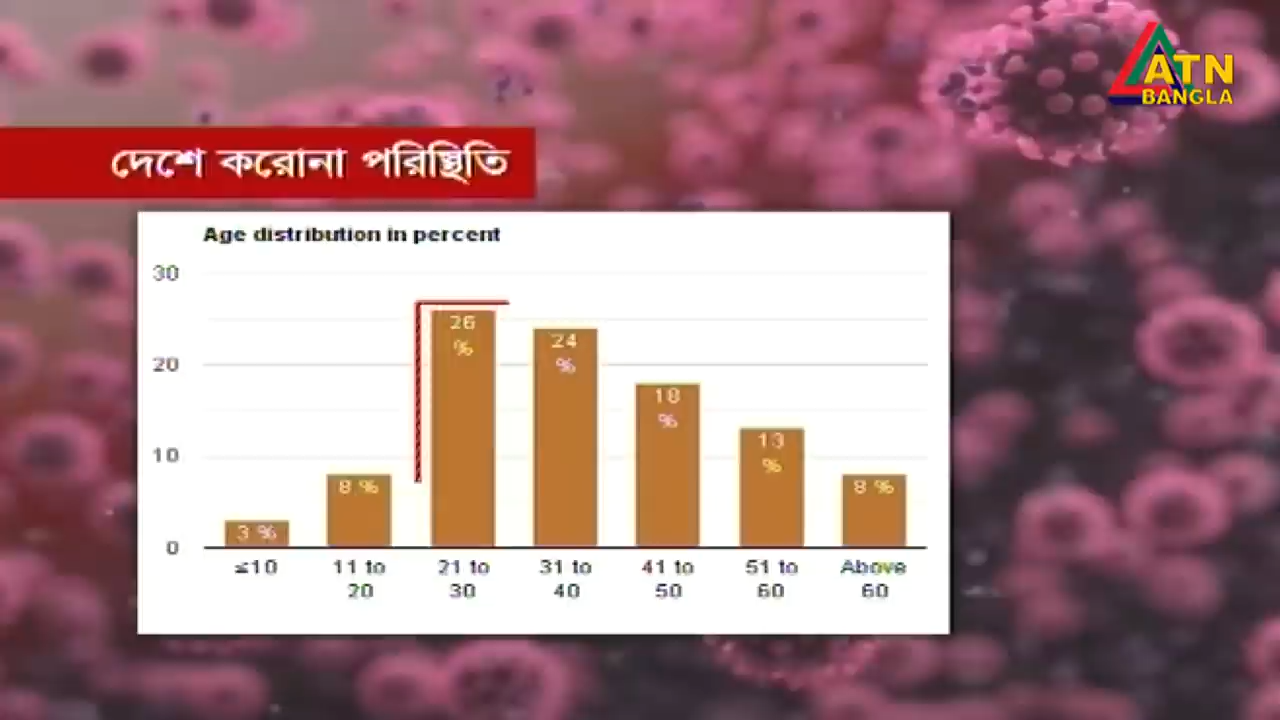 ATN
BANGLA
দেশে করোনা পরিস্থিতি
Age distribution in percent
30
20
10
0
3 %
8 %
26
%
24
%
18
%
13
%
8 %
≤10
11 to
20
21 to
30
31 to
40
41 to
50
51 to
60
Above
60